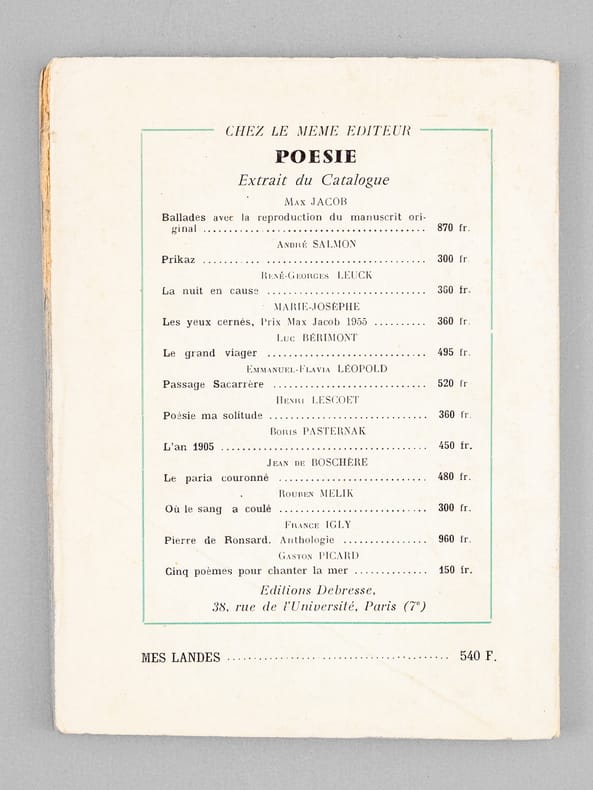 CHEZ LE MEME EDITEUR
POESIE
Extrait du Catalogue
Max JACOB
Ballades avec la reproduction du manuscrit ori-
ginal ........................................ 870 fr.
André SALMON
Prikaz ........................................ 300 fr.
René-Georges LEUCK
La nuit en cause ............................ 360 fr.
MARIE-JOSÈPHE
Les yeux cernés, Prix Max Jacob 1955 .......... 360 fr.
Luc BÉRIMONT
Le grand viager ............................ 495 fr.
Emmanuel-Flavia LÉOPOLD
Passage Sacarrère ........................... 520 fr
Henri LESCOET
Poésie ma solitude ............................ 360 fr.
Boris PASTERNAK
L'an 1905 ..................................... 450 fr.
Jean de BOSCHÈRE
Le paria couronné .......................... 480 fr.
Rouben MELIK
Où le sang a coulé .......................... 300 fr.
France IGLY
Pierre de Ronsard. Anthologie ............... 960 fr.
Gaston PICARD
Cinq poèmes pour chanter la mer .............. 150 fr.
Editions Debresse,
38, rue de l'Université, Paris (7e)
MES LANDES ........................................ 540 F.